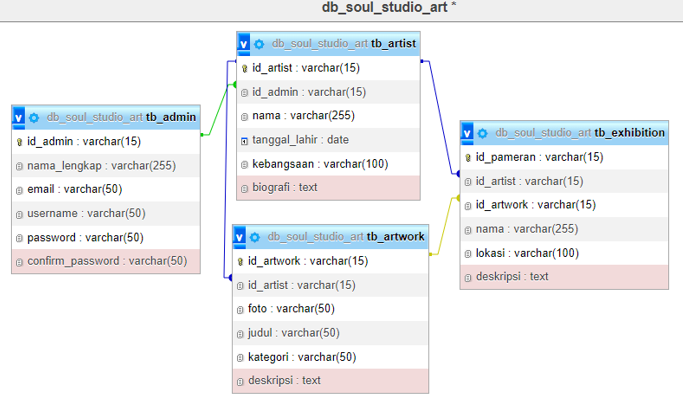 db_soul_studio_art *
db_soul_studio_art tb_artist
id_artist : varchar(15)
id_admin : varchar(15)
nama : varchar(255)
tanggal_lahir : date
kebangsaan : varchar(100)
biografi : text
db_soul_studio_art tb_admin
id_admin : varchar(15)
nama_lengkap : varchar(255)
email : varchar(50)
username : varchar(50)
password : varchar(50)
confirm_password : varchar(50)
db_soul_studio_art tb_exhibition
id_pameran : varchar(15)
id_artist : varchar(15)
id_artwork : varchar(15)
nama : varchar(255)
lokasi : varchar(100)
deskripsi : text
db_soul_studio_art tb_artwork
id_artwork : varchar(15)
id_artist : varchar(15)
foto : varchar(50)
judul : varchar(50)
kategori : varchar(50)
deskripsi : text